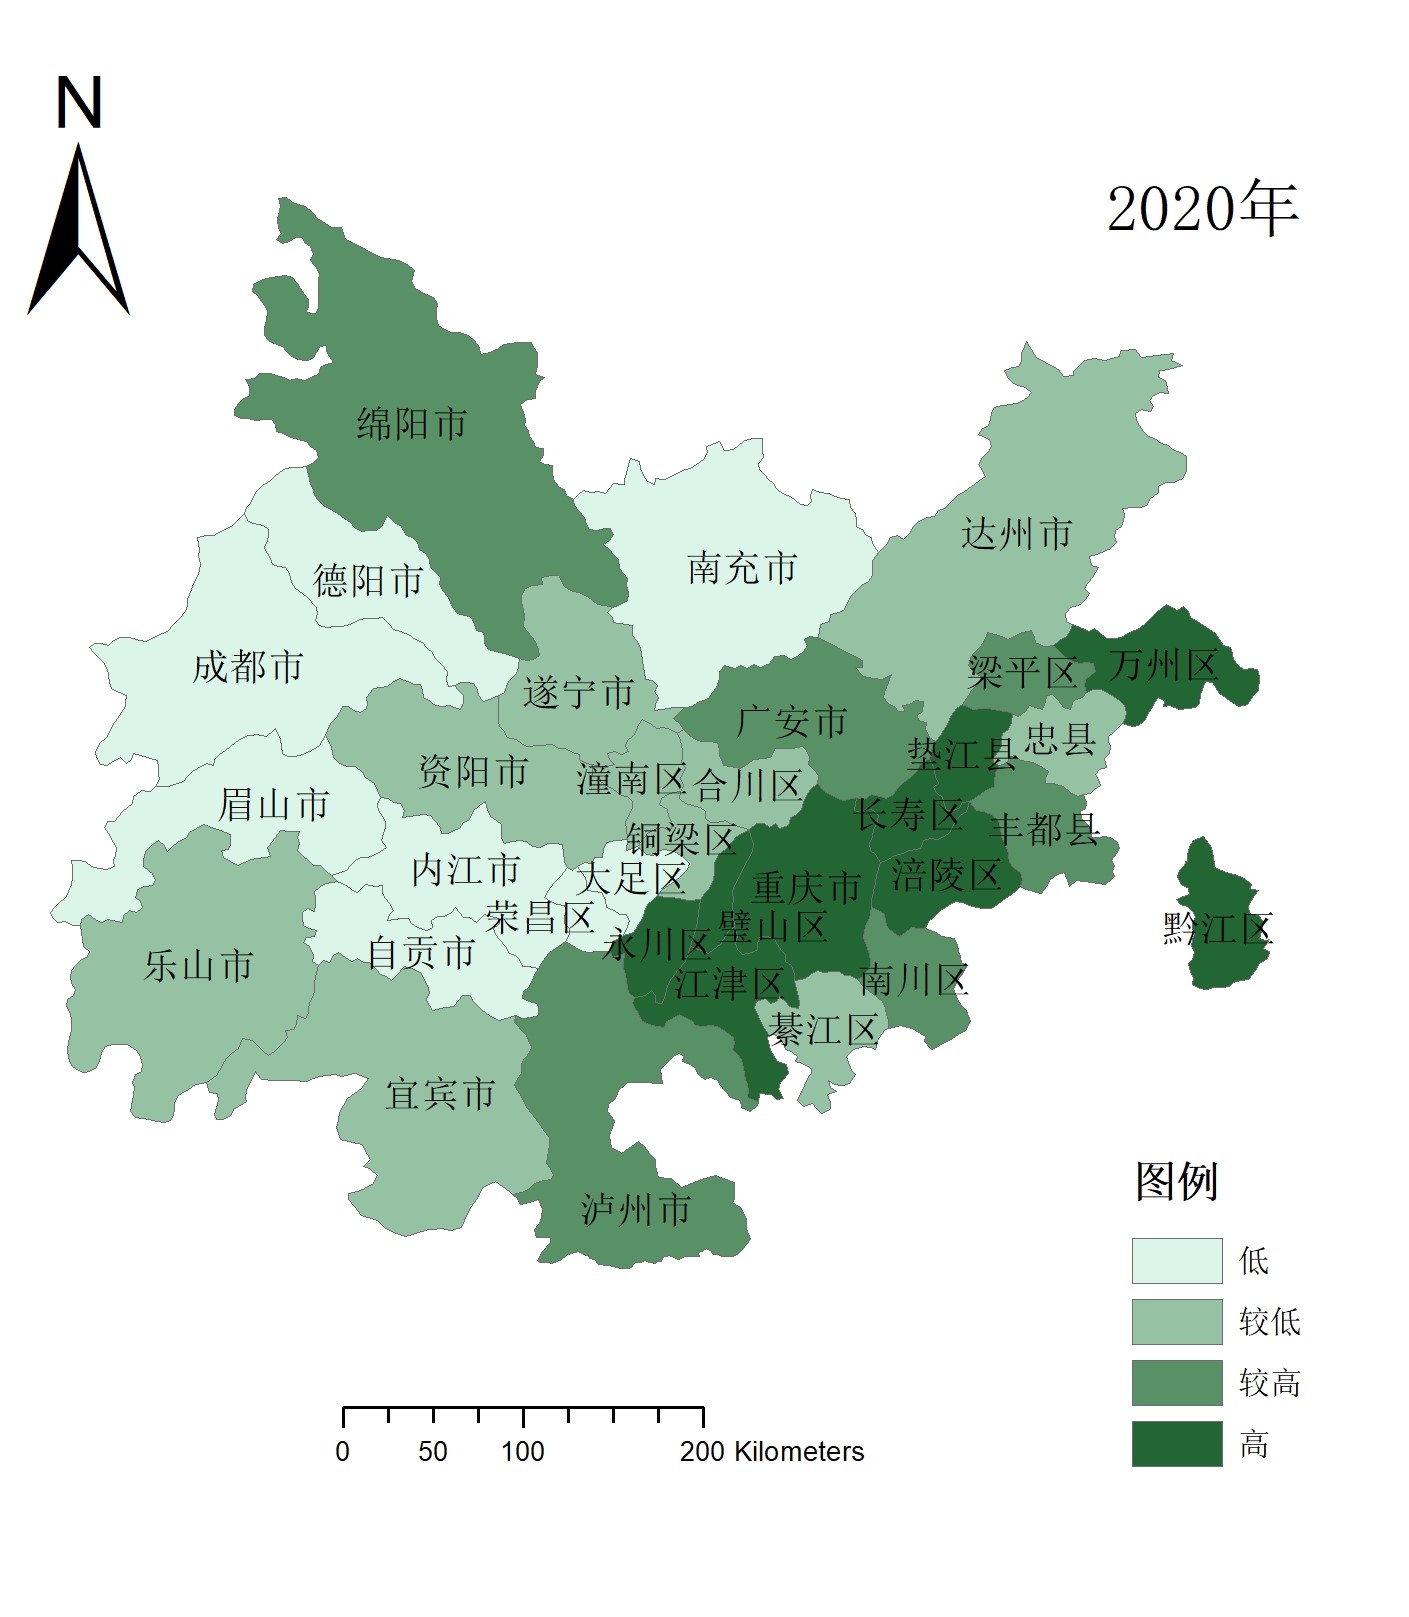 N
2020年
绵阳市
达州市
南充市
德阳市
成都市
万州区
梁平区
遂宁市
广安市
忠县
垫江县
资阳市
潼南区
合川区
眉山市
长寿区
丰都县
铜梁区
内江市
大足区
涪陵区
重庆市
荣昌区
璧山区
黔江区
永川区
自贡市
乐山市
江津区
南川区
綦江区
宜宾市
泸州市
图例
低
较低
较高
高
0 50 100 200 Kilometers